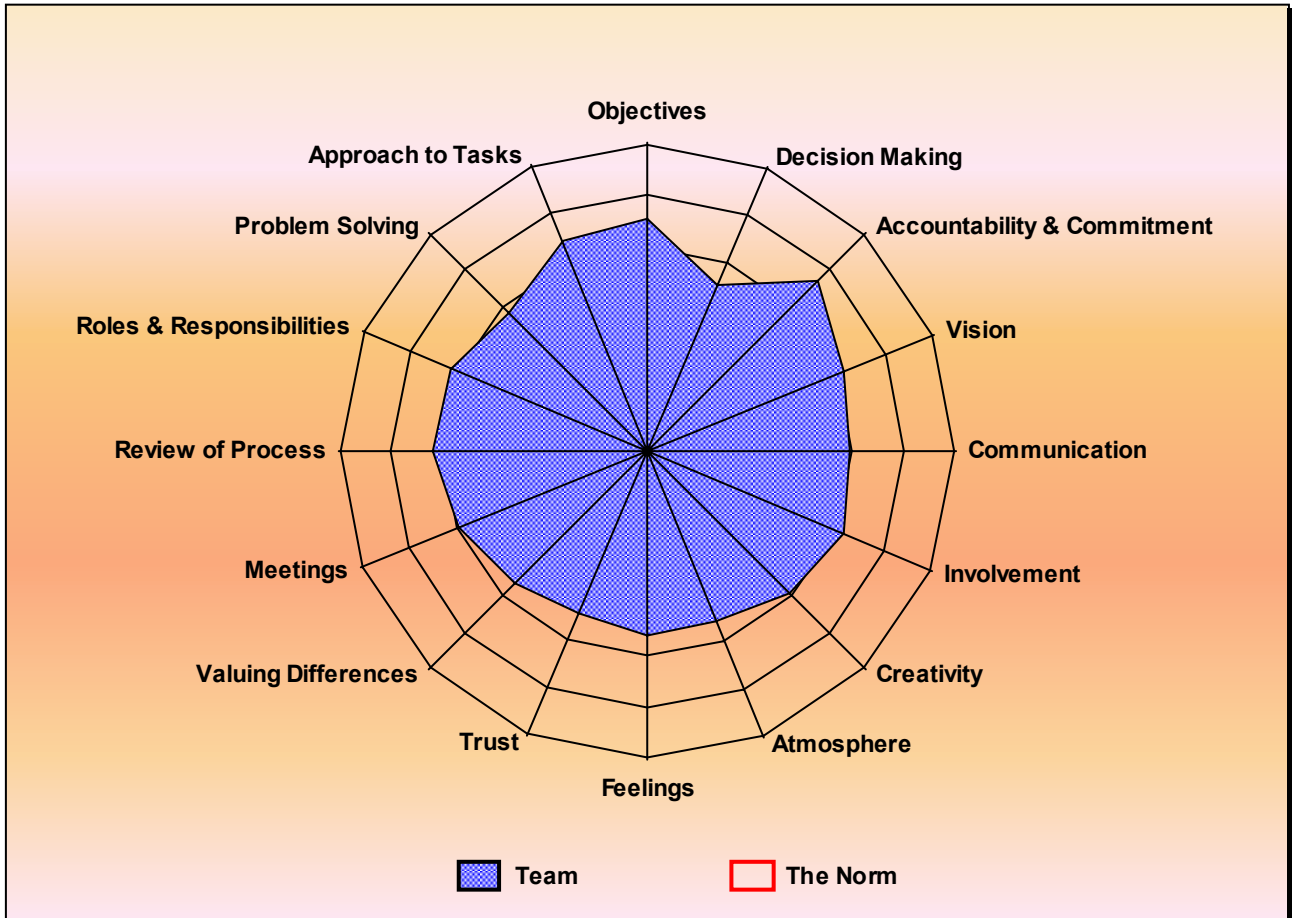 Objectives
Approach to Tasks
Decision Making
Problem Solving
Accountability & Commitment
Roles & Responsibilities
Vision
Review of Process
Communication
Meetings
Involvement
Valuing Differences
Creativity
Trust
Atmosphere
Feelings
Team
The Norm